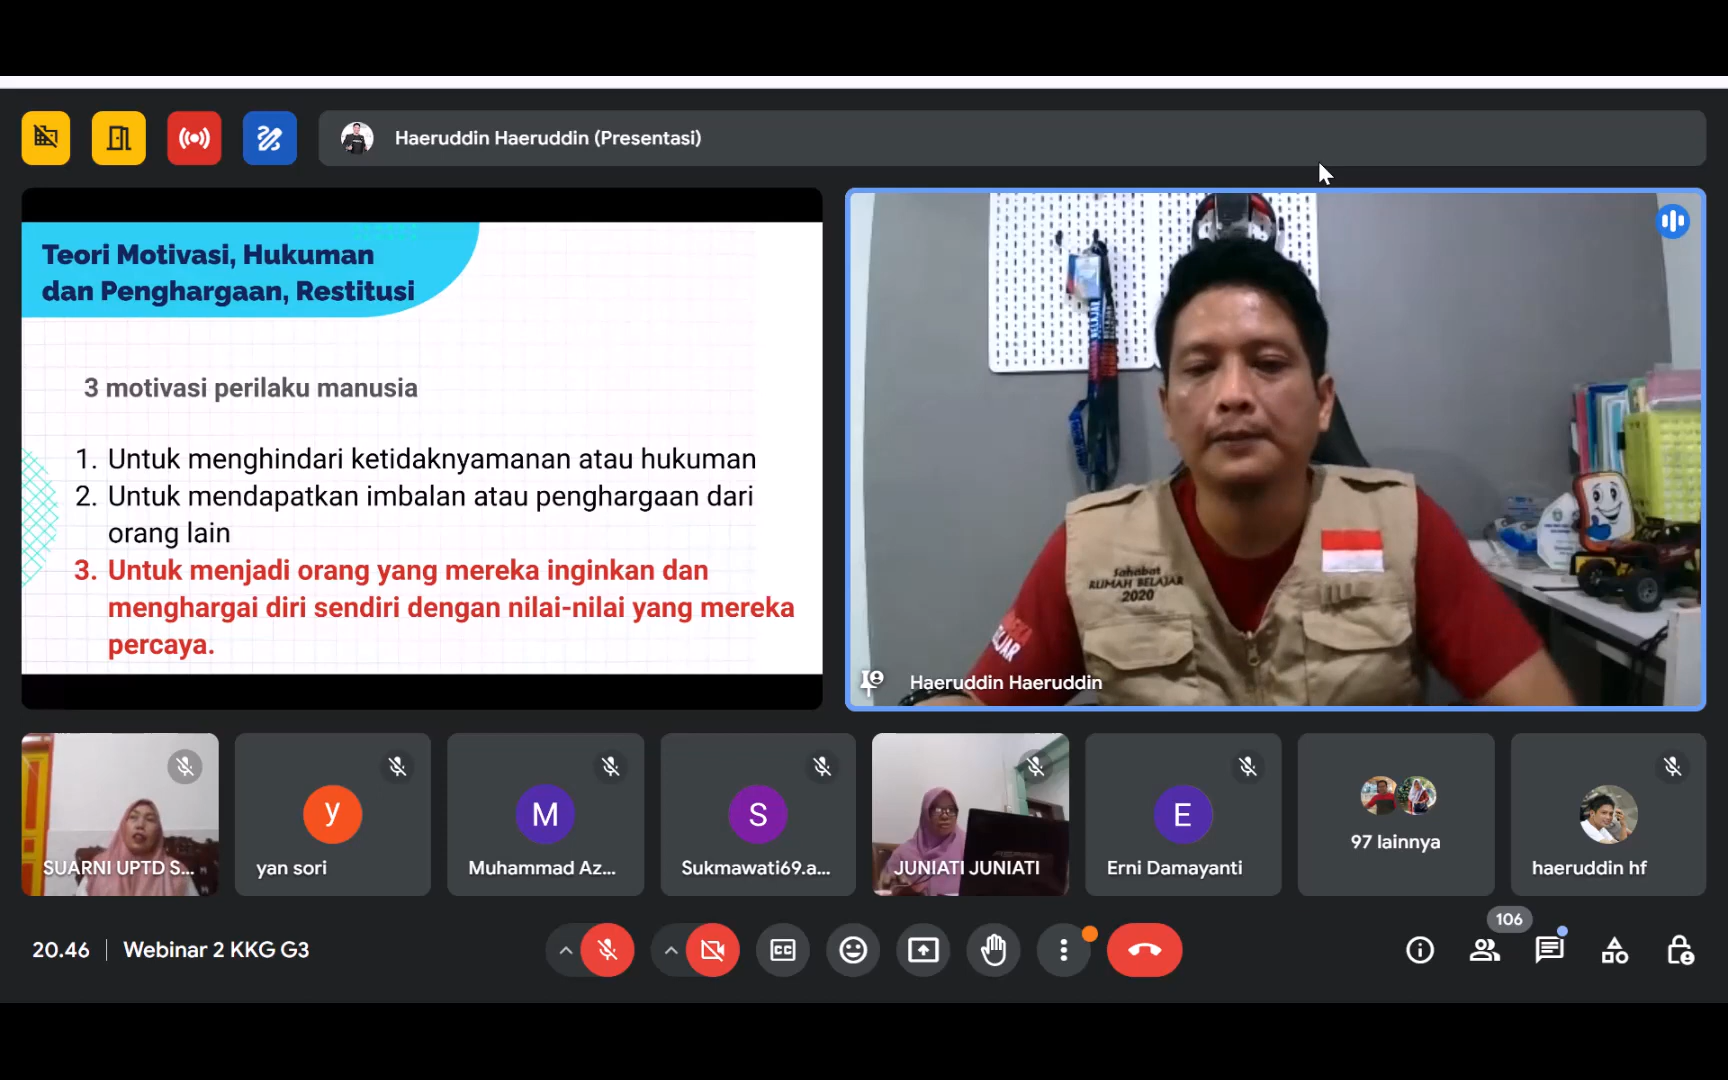 Haeruddin Haeruddin (Presentasi)
Teori Motivasi, Hukuman
dan Penghargaan, Restitusi
3 motivasi perilaku manusia
1. Untuk menghindari ketidaknyamanan atau hukuman
2. Untuk mendapatkan imbalan atau penghargaan dari
orang lain
3. Untuk menjadi orang yang mereka inginkan dan
menghargai diri sendiri dengan nilai-nilai yang mereka
percaya.
Sahabat
RUMAH BELAJAR
2020
Haeruddin Haeruddin
SUARNI UPTD S...
y
yan sori
M
Muhammad Az...
S
Sukmawati69.a...
JUNIATI JUNIATI
E
Erni Damayanti
97 lainnya
haeruddin hf
20.46
Webinar 2 KKG G3
CC
106